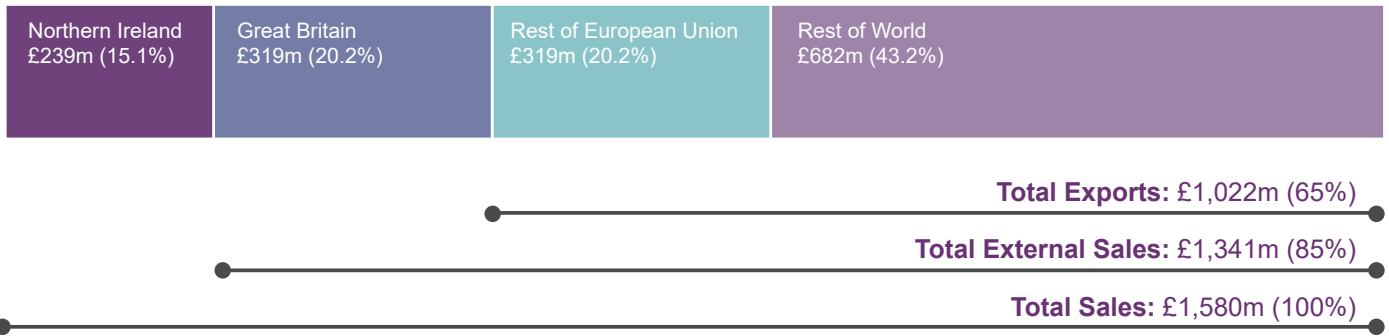 Northern Ireland
£239m (15.1%)
Great Britain
£319m (20.2%)
Rest of European Union
£319m (20.2%)
Rest of World
£682m (43.2%)
Total Exports: £1,022m (65%)
Total External Sales: £1,341m (85%)
Total Sales: £1,580m (100%)